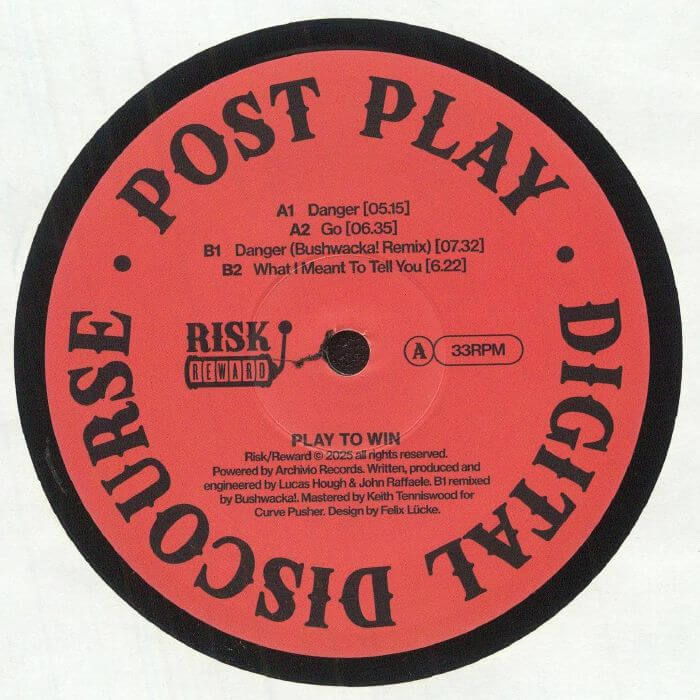 POST PLAY
DIGITAL DISCOURSE
A1 Danger [05.15]
A2 Go [06.35]
B1 Danger (Bushwacka! Remix) [07.32]
B2 What I Meant To Tell You [6.22]
RISK
REWARD
A 33RPM
PLAY TO WIN
Risk/Reward © 2025 all rights reserved.
Powered by Archivio Records. Written, produced and
engineered by Lucas Hough & John Raffaele. B1 remixed
by Bushwacka!. Mastered by Keith Tenniswood for
Curve Pusher. Design by Felix Lücke.